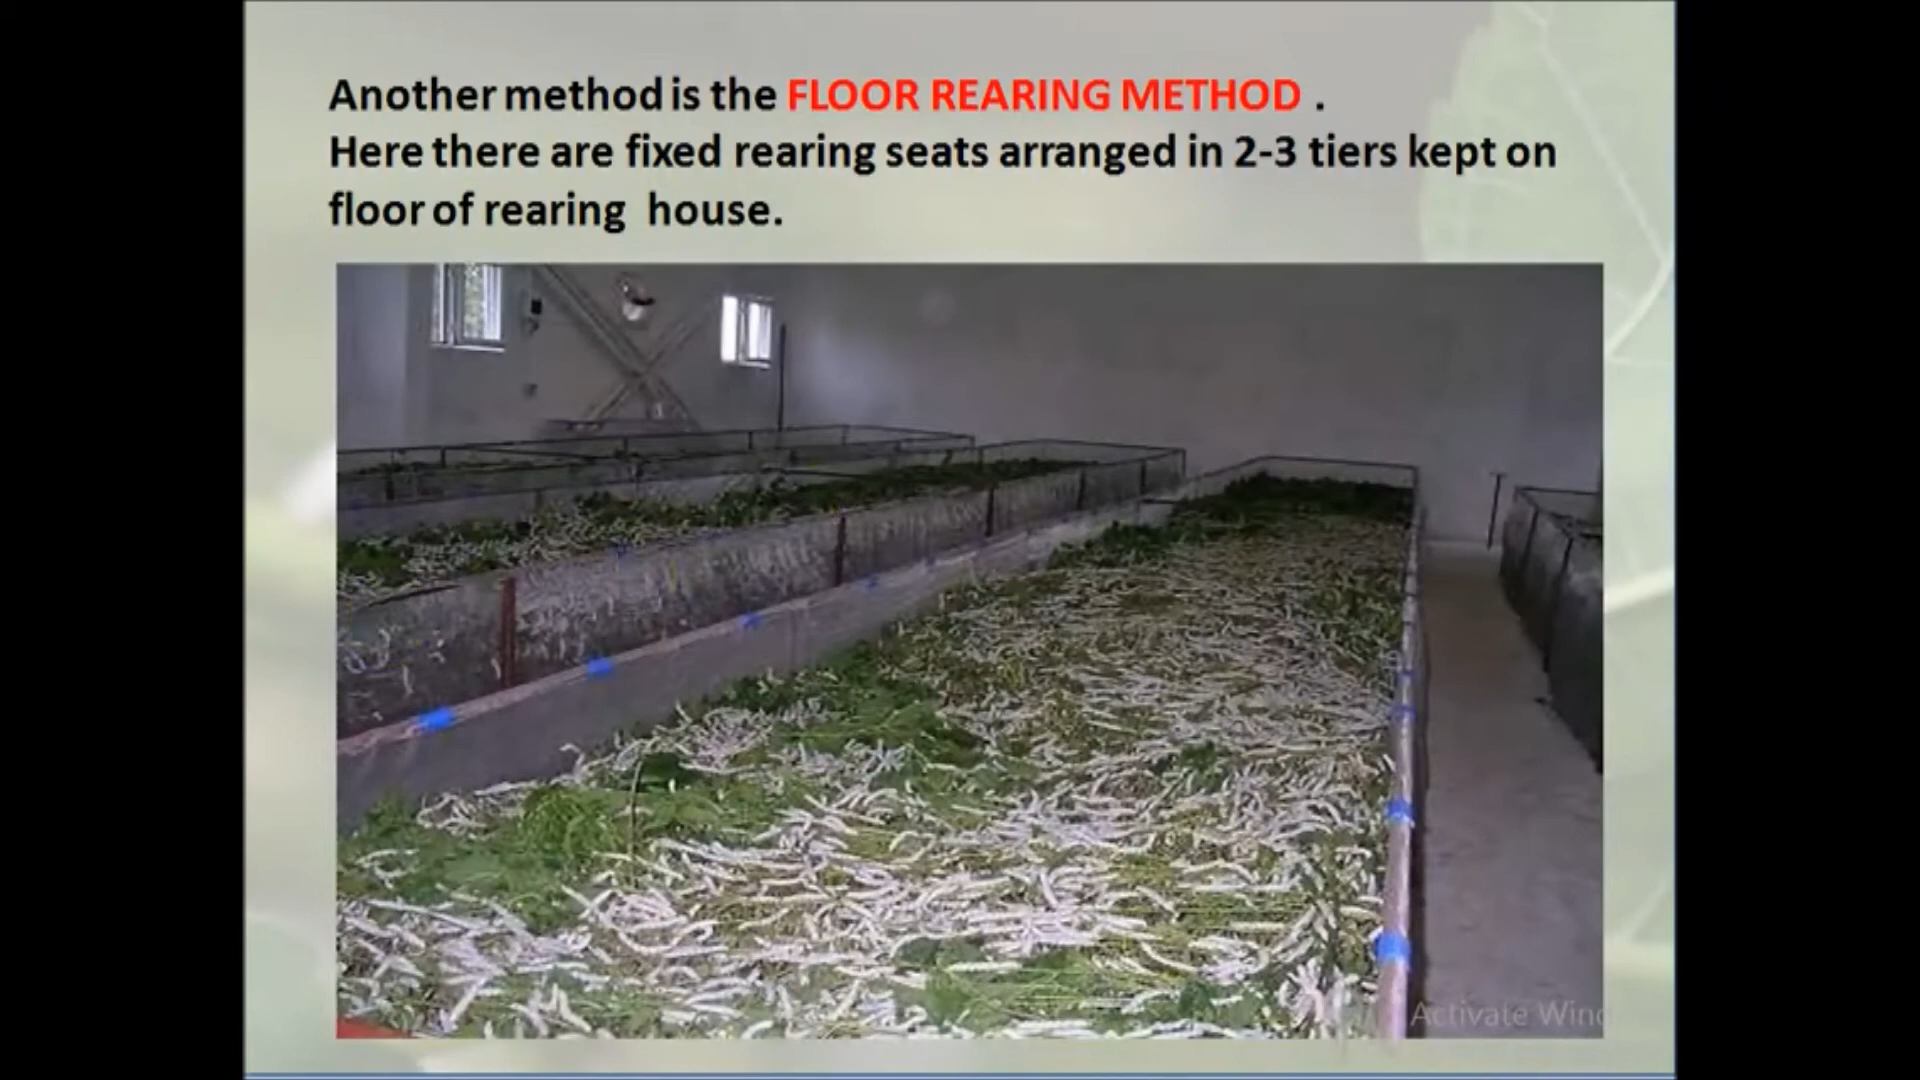 Another method is the FLOOR REARING METHOD .
Here there are fixed rearing seats arranged in 2-3 tiers kept on
floor of rearing house.
Activate Wind